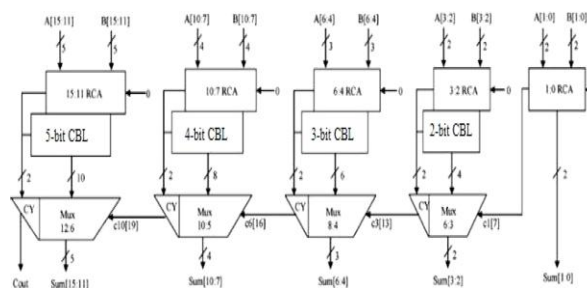 A[15:11] B[15:11] A[10:7] B[10:7] A[6:4] B[6:4] A[3:2] B[3:2] A[1:0] B[1:0]
5 5 4 4 3 3 2 2 2 2
15:11 RCA 0 10:7 RCA 0 6:4 RCA 0 3:2 RCA 0 1:0 RCA
5-bit CBL 4-bit CBL 3-bit CBL 2-bit CBL
2 10 2 8 2 6 2 4 2
CY Mux 12:6 c10[19] CY Mux 10:5 c6[16] CY Mux 8:4 c3[13] CY Mux 6:3 c1[7]
5 4 3 2
Cout Sum[15:11] Sum[10:7] Sum[6:4] Sum[3:2] Sum[1:0]